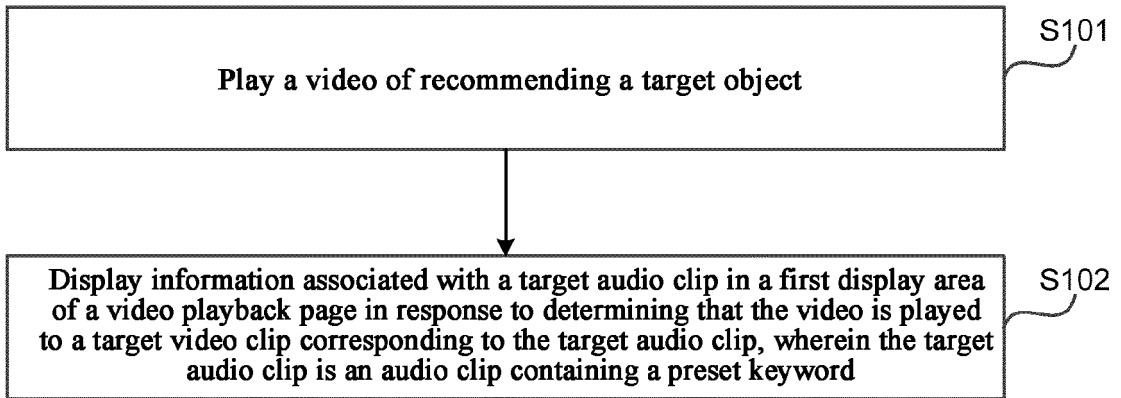 S101
Play a video of recommending a target object
S102
Display information associated with a target audio clip in a first display area
of a video playback page in response to determining that the video is played
to a target video clip corresponding to the target audio clip, wherein the target
audio clip is an audio clip containing a preset keyword